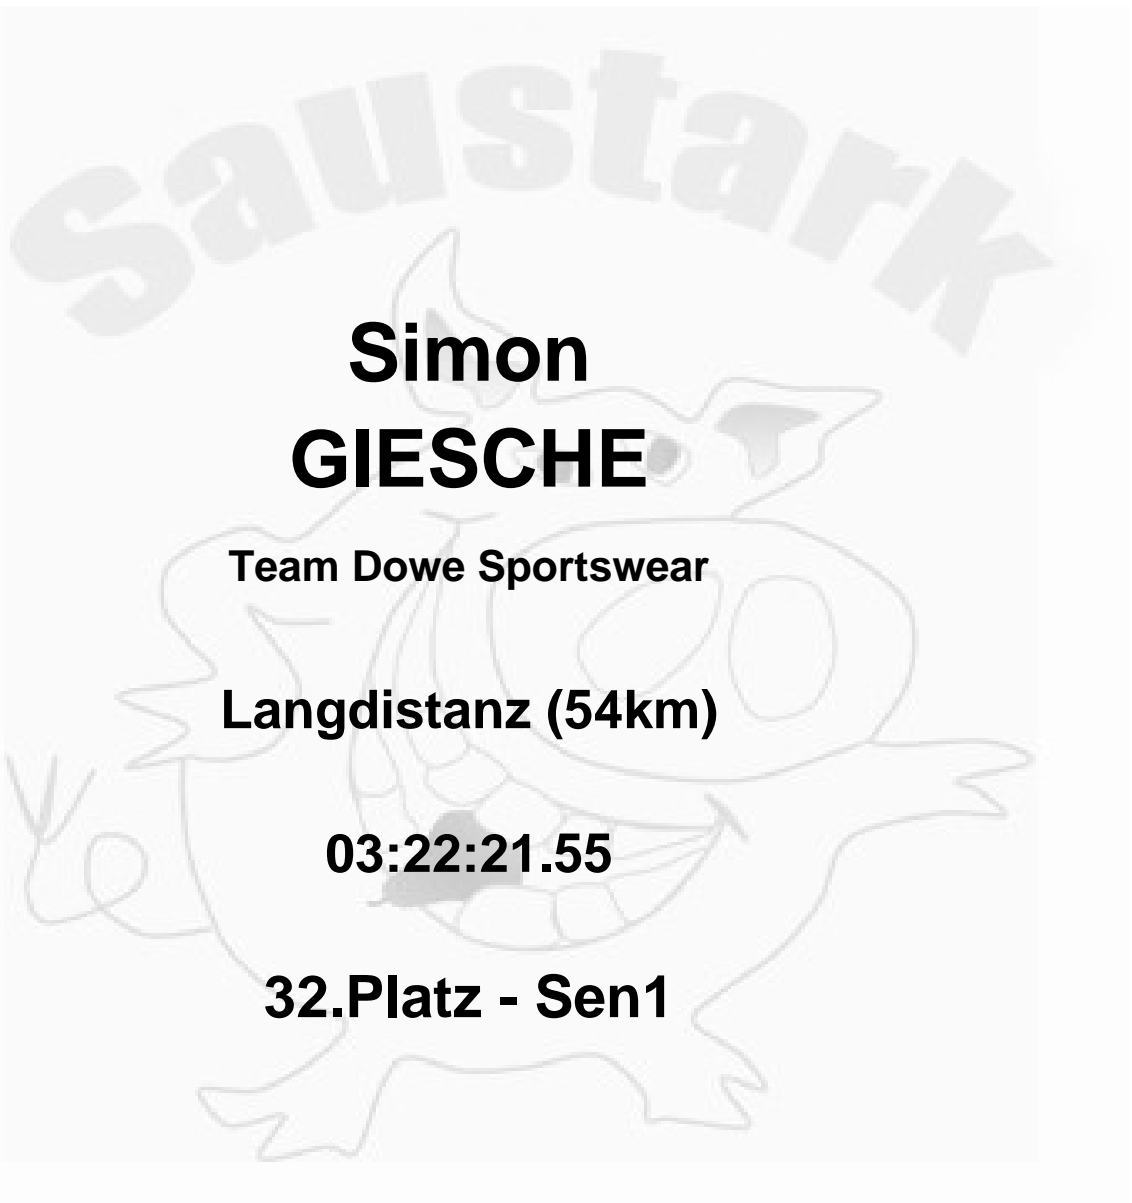 Saustark
Simon
GIESCHE
Team Dowe Sportswear
Langdistanz (54km)
03:22:21.55
32.Platz - Sen1